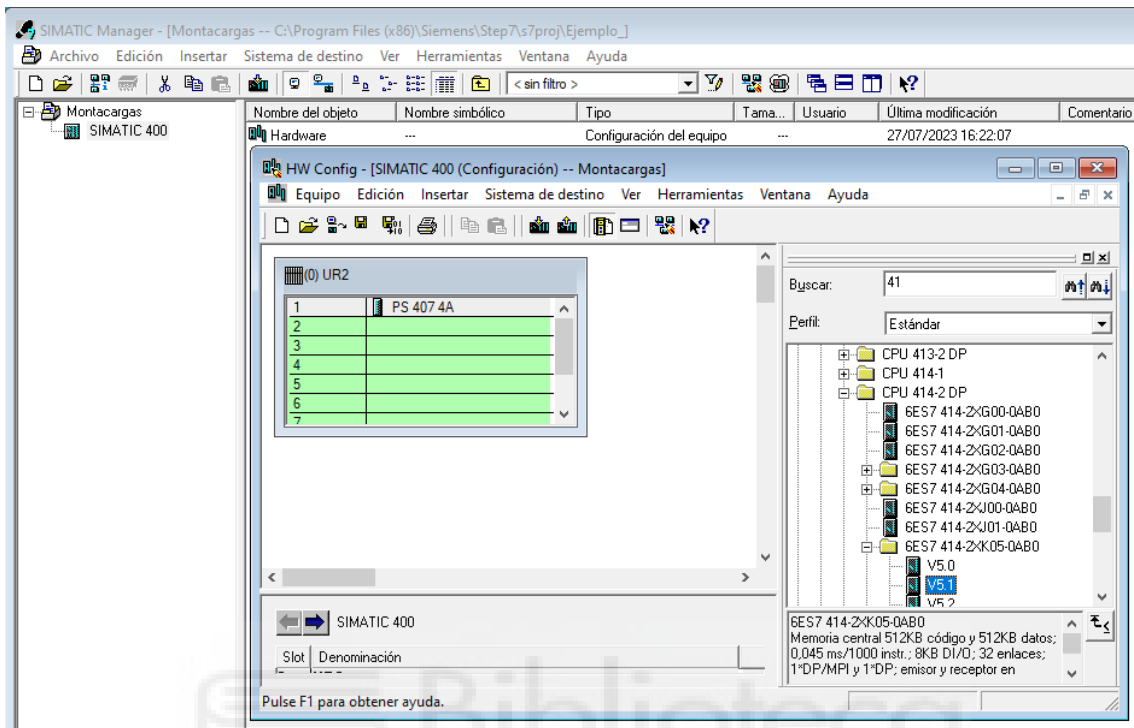 SIMATIC Manager - [Montacargas -- C:\Program Files (x86)\Siemens\Step7\s7proj\Ejemplo_]
Archivo Edición Insertar Sistema de destino Ver Herramientas Ventana Ayuda
< sin filtro >
Montacargas
SIMATIC 400
Nombre del objeto Nombre simbólico Tipo Tama... Usuario Última modificación Comentario
Hardware --- Configuración del equipo --- 27/07/2023 16:22:07
HW Config - [SIMATIC 400 (Configuración) -- Montacargas]
Equipo Edición Insertar Sistema de destino Ver Herramientas Ventana Ayuda
(0) UR2
1 PS 407 4A
2
3
4
5
6
7
Buscar: 41
Perfil: Estándar
CPU 413-2 DP
CPU 414-1
CPU 414-2 DP
6ES7 414-2XG00-0AB0
6ES7 414-2XG01-0AB0
6ES7 414-2XG02-0AB0
6ES7 414-2XG03-0AB0
6ES7 414-2XG04-0AB0
6ES7 414-2XJ00-0AB0
6ES7 414-2XJ01-0AB0
6ES7 414-2XK05-0AB0
V5.0
V5.1
V5.2
6ES7 414-2XK05-0AB0
Memoria central 512KB código y 512KB datos;
0,045 ms/1000 instr.; 8KB DI/O; 32 enlaces;
1*DP/MPI y 1*DP; emisor y receptor en
SIMATIC 400
Slot Denominación
Pulse F1 para obtener ayuda.
Biblioteca